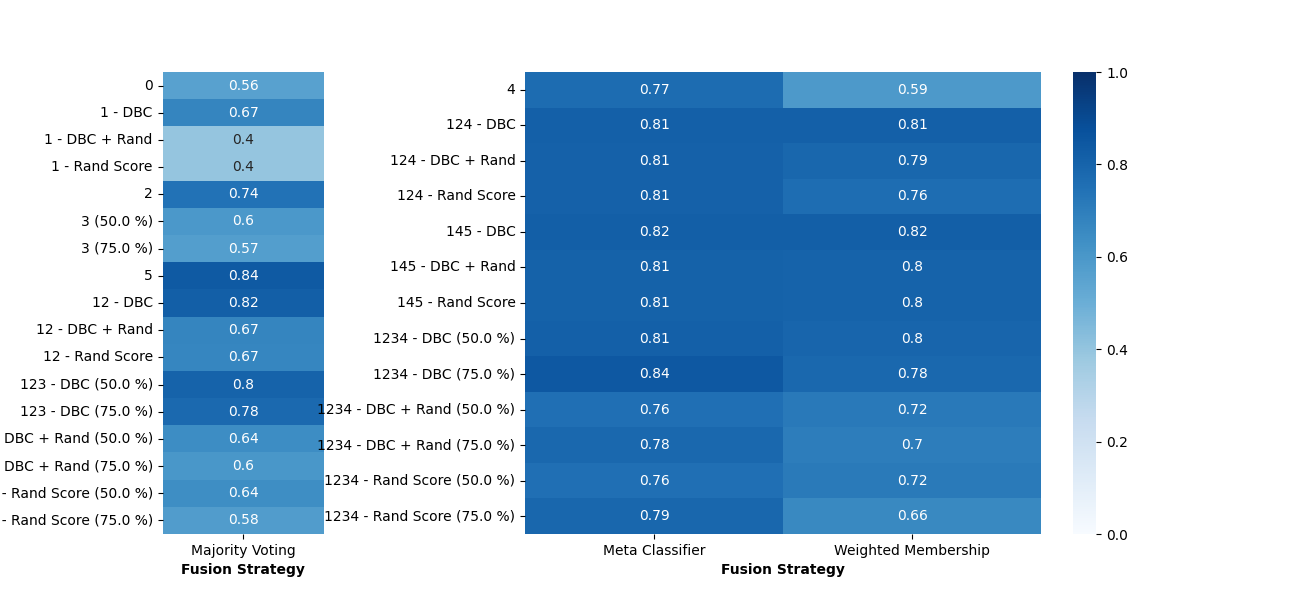 0 0.56
1 - DBC 0.67
1 - DBC + Rand 0.4
1 - Rand Score 0.4
2 0.74
3 (50.0 %) 0.6
3 (75.0 %) 0.57
5 0.84
12 - DBC 0.82
12 - DBC + Rand 0.67
12 - Rand Score 0.67
123 - DBC (50.0 %) 0.8
123 - DBC (75.0 %) 0.78
DBC + Rand (50.0 %) 0.64
DBC + Rand (75.0 %) 0.6
- Rand Score (50.0 %) 0.64
- Rand Score (75.0 %) 0.58
Majority Voting
Fusion Strategy
4 0.77 0.59
124 - DBC 0.81 0.81
124 - DBC + Rand 0.81 0.79
124 - Rand Score 0.81 0.76
145 - DBC 0.82 0.82
145 - DBC + Rand 0.81 0.8
145 - Rand Score 0.81 0.8
1234 - DBC (50.0 %) 0.81 0.8
1234 - DBC (75.0 %) 0.84 0.78
1234 - DBC + Rand (50.0 %) 0.76 0.72
1234 - DBC + Rand (75.0 %) 0.78 0.7
1234 - Rand Score (50.0 %) 0.76 0.72
1234 - Rand Score (75.0 %) 0.79 0.66
Meta Classifier Weighted Membership
Fusion Strategy
1.0
0.8
0.6
0.4
0.2
0.0